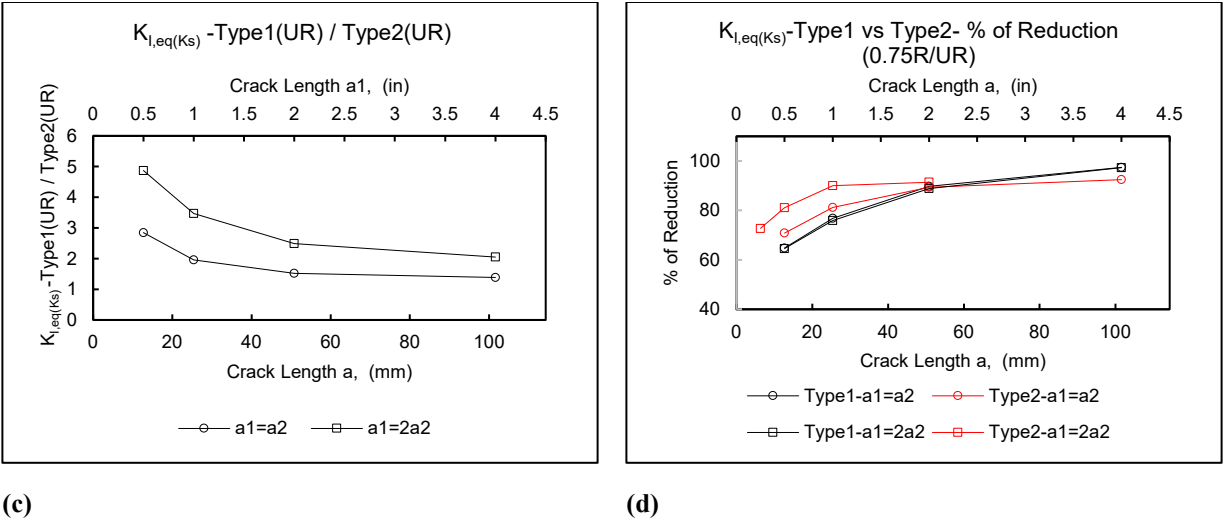 K_I,eq(Ks) -Type1(UR) / Type2(UR)
Crack Length a1, (in)
0 0.5 1 1.5 2 2.5 3 3.5 4 4.5
K_I,eq(Ks)-Type1(UR) / Type2(UR)
6
5
4
3
2
1
0
0 20 40 60 80 100
Crack Length a, (mm)
a1=a2 a1=2a2
(c)
K_I,eq(Ks)-Type1 vs Type2- % of Reduction
(0.75R/UR)
Crack Length a, (in)
0 0.5 1 1.5 2 2.5 3 3.5 4 4.5
% of Reduction
100
80
60
40
0 20 40 60 80 100
Crack Length a, (mm)
Type1-a1=a2 Type2-a1=a2
Type1-a1=2a2 Type2-a1=2a2
(d)